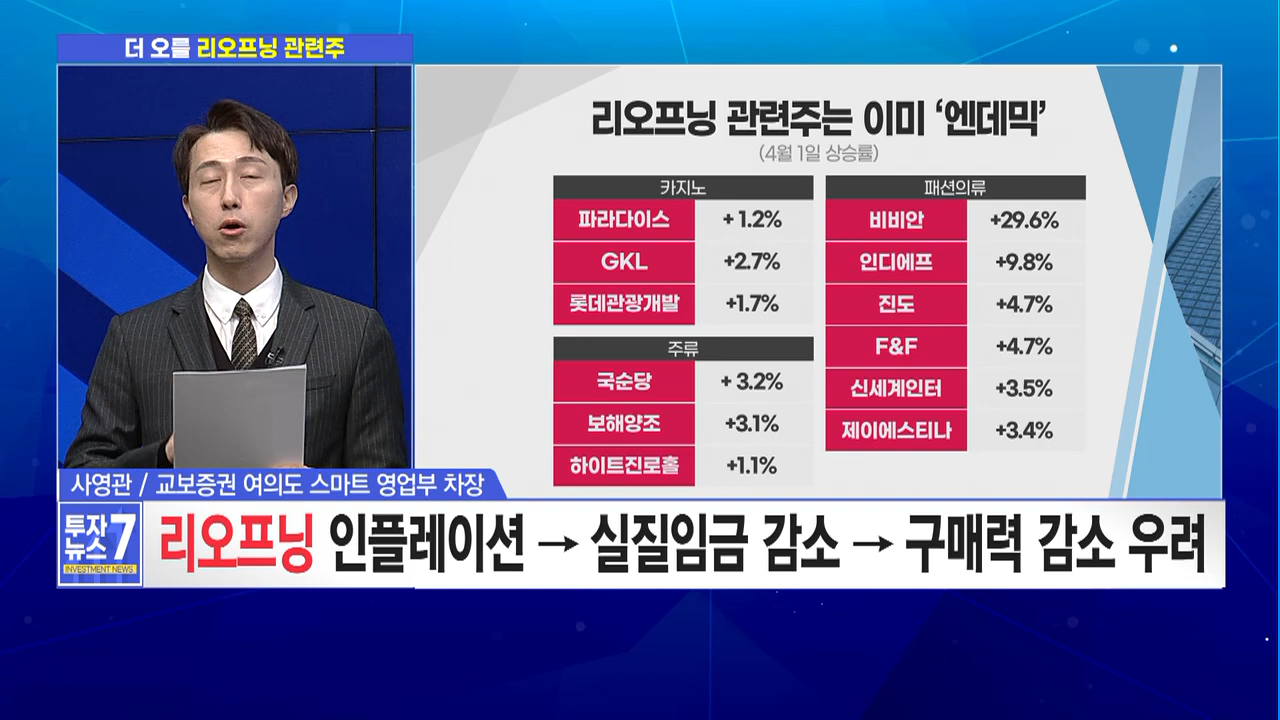 더 오를 리오프닝 관련주
리오프닝 관련주는 이미 ‘엔데믹’
(4월 1일 상승률)
카지노
파라다이스 + 1.2%
GKL +2.7%
롯데관광개발 +1.7%
주류
국순당 + 3.2%
보해양조 +3.1%
하이트진로홀 +1.1%
패션의류
비비안 +29.6%
인디에프 +9.8%
진도 +4.7%
F&F +4.7%
신세계인터 +3.5%
제이에스티나 +3.4%
사영관 / 교보증권 여의도 스마트 영업부 차장
투자
뉴스 7
INVESTMENT NEWS
리오프닝 인플레이션 → 실질임금 감소 → 구매력 감소 우려